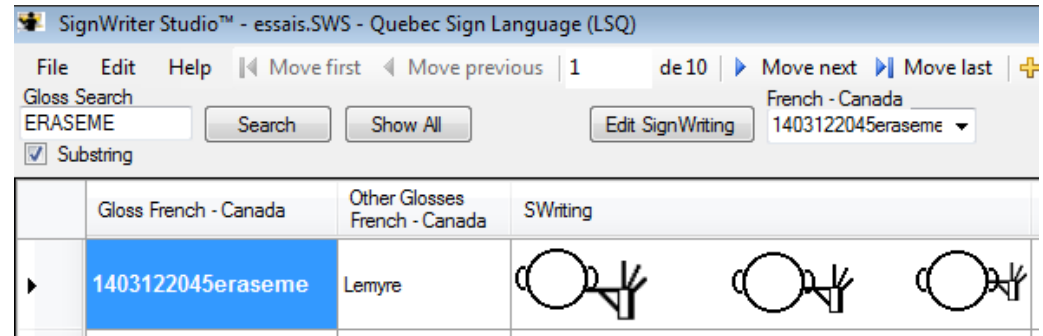 SignWriter Studio™ - essais.SWS - Quebec Sign Language (LSQ)
File Edit Help Move first Move previous 1 de 10 Move next Move last
Gloss Search French - Canada
ERASEME Search Show All Edit SignWriting 1403122045eraseme
Substring
Gloss French - Canada Other Glosses French - Canada SWriting
1403122045eraseme Lemyre